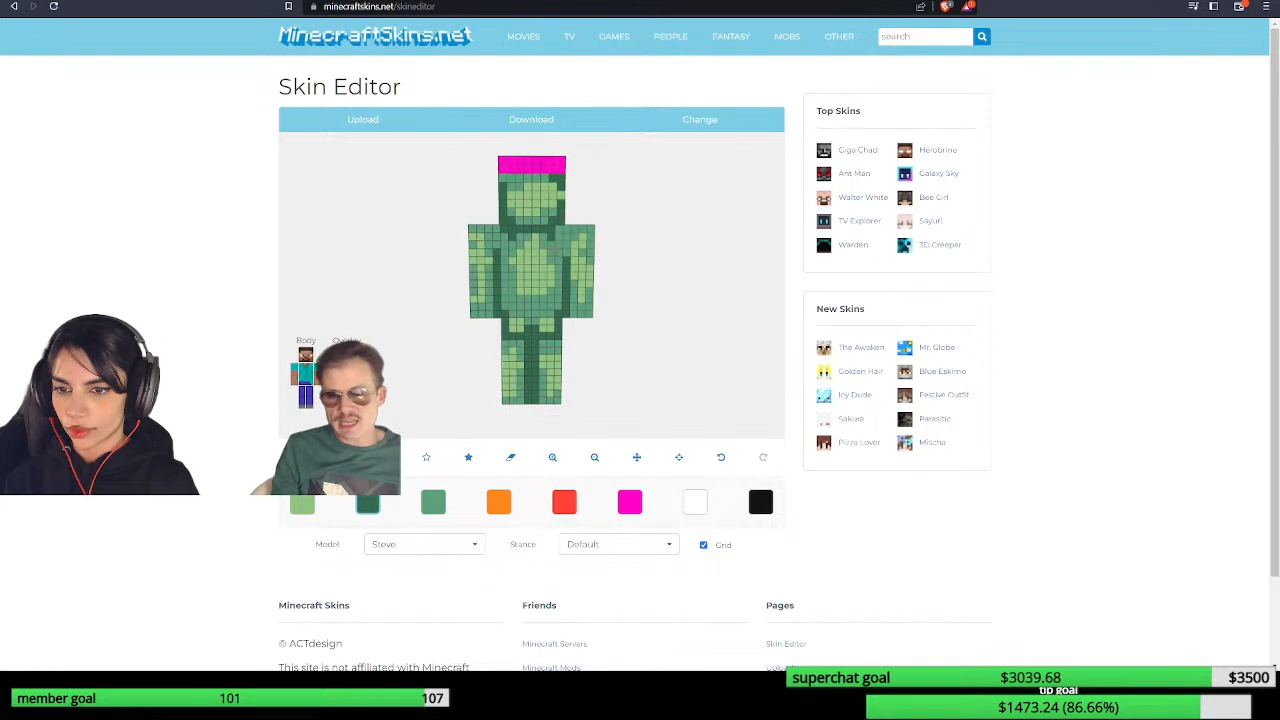 minecraftskins.net/skineditor
MinecraftSkins.net
MOVIES
TV
GAMES
PEOPLE
FANTASY
MOBS
OTHER
search
Skin Editor
Upload
Download
Change
Body
Model
Steve
Stance
Default
Grid
Top Skins
Giga Chad
Herobrine
Ant Man
Galaxy Sky
Walter White
Bee Girl
TV Explorer
Sayuri
Warden
3D Creeper
New Skins
The Awoken
Mr. Globe
Golden Hair
Blue Eskimo
Icy Dude
Festive Outfit
Sakura
Parasitic
Pizza Lover
Mischa
Minecraft Skins
Friends
Pages
© ACTdesign
Minecraft Servers
Skin Editor
This site is not affiliated with Minecraft
Minecraft Mods
superchat goal
$3039.68
$3500
member goal
101
107
tip goal
$1473.24 (86.66%)